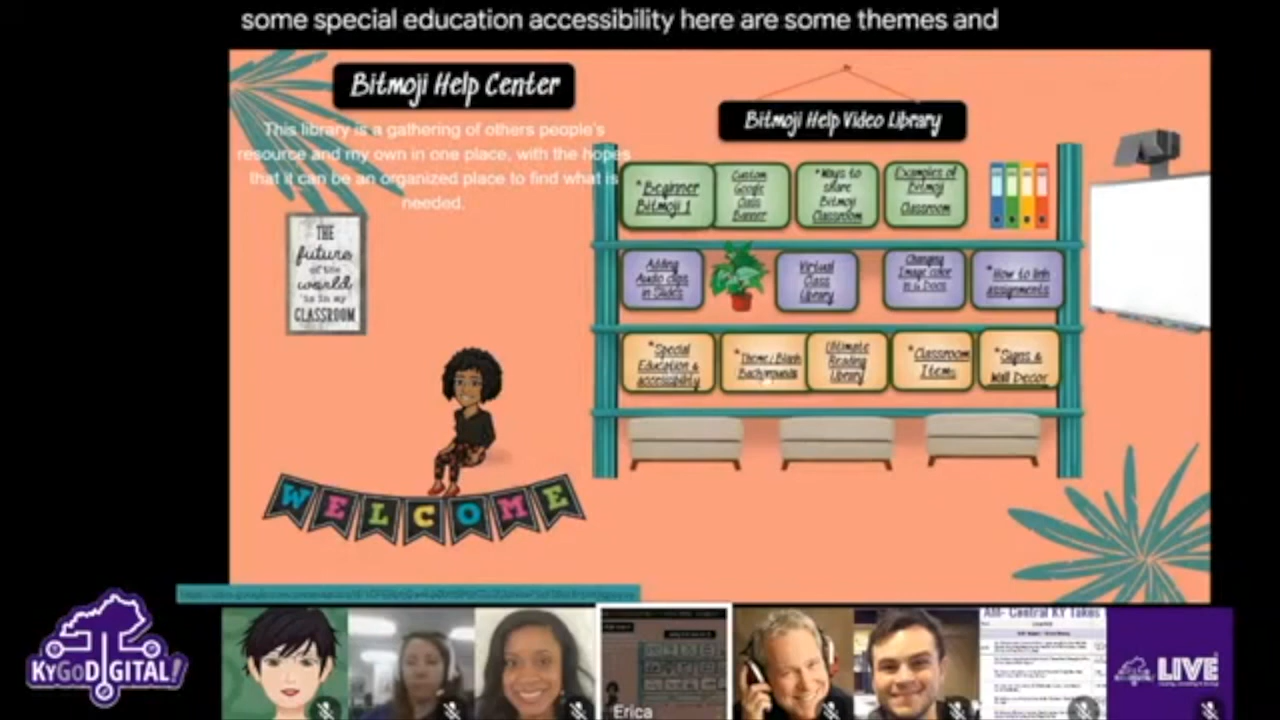 some special education accessibility here are some themes and
Bitmoji Help Center
This library is a gathering of others people's
resource and my own in one place, with the hopes
that it can be an organized place to find what is
needed.
THE
future
of the
world
is in my
CLASSROOM
WELCOME
Bitmoji Help Video Library
*Beginner
Bitmoji 1
Custom
Google
Class
Banner
*Ways to
share
Bitmoji
Classroom
Examples of
Bitmoji
Classroom
Adding
Audio clips
in Slides
Virtual
Class
Library
Changing
Image color
in G Docs
*How to link
assignments
*Special
Education &
accessibility
*Theme/Blank
Backgrounds
Ultimate
Reading
Library
*Classroom
Items
*Signs &
Wall Decor
KYGODIGITAL!
Erica
AM- Central KY Talks
LIVE